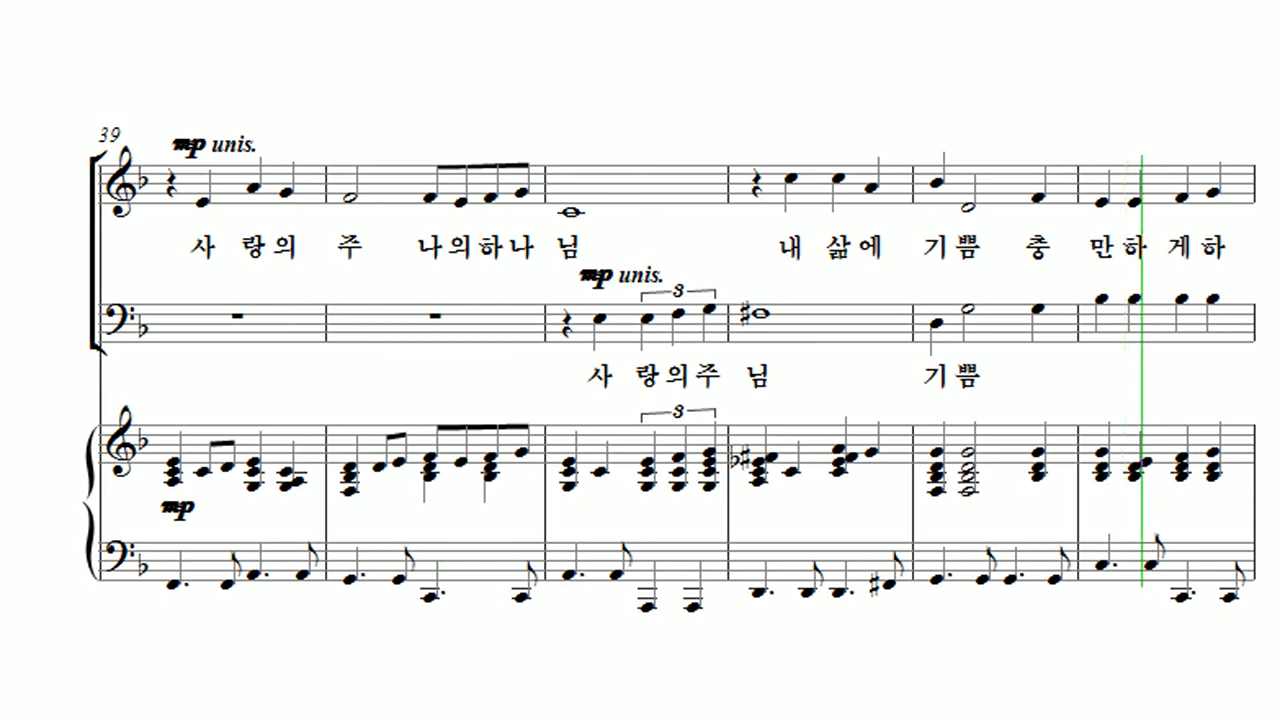 39
mp unis.
사 랑의 주 나의하나 님 내 삶에 기쁨 충 만하 게하
mp unis.
3
사 랑의주 님 기쁨
3
mp